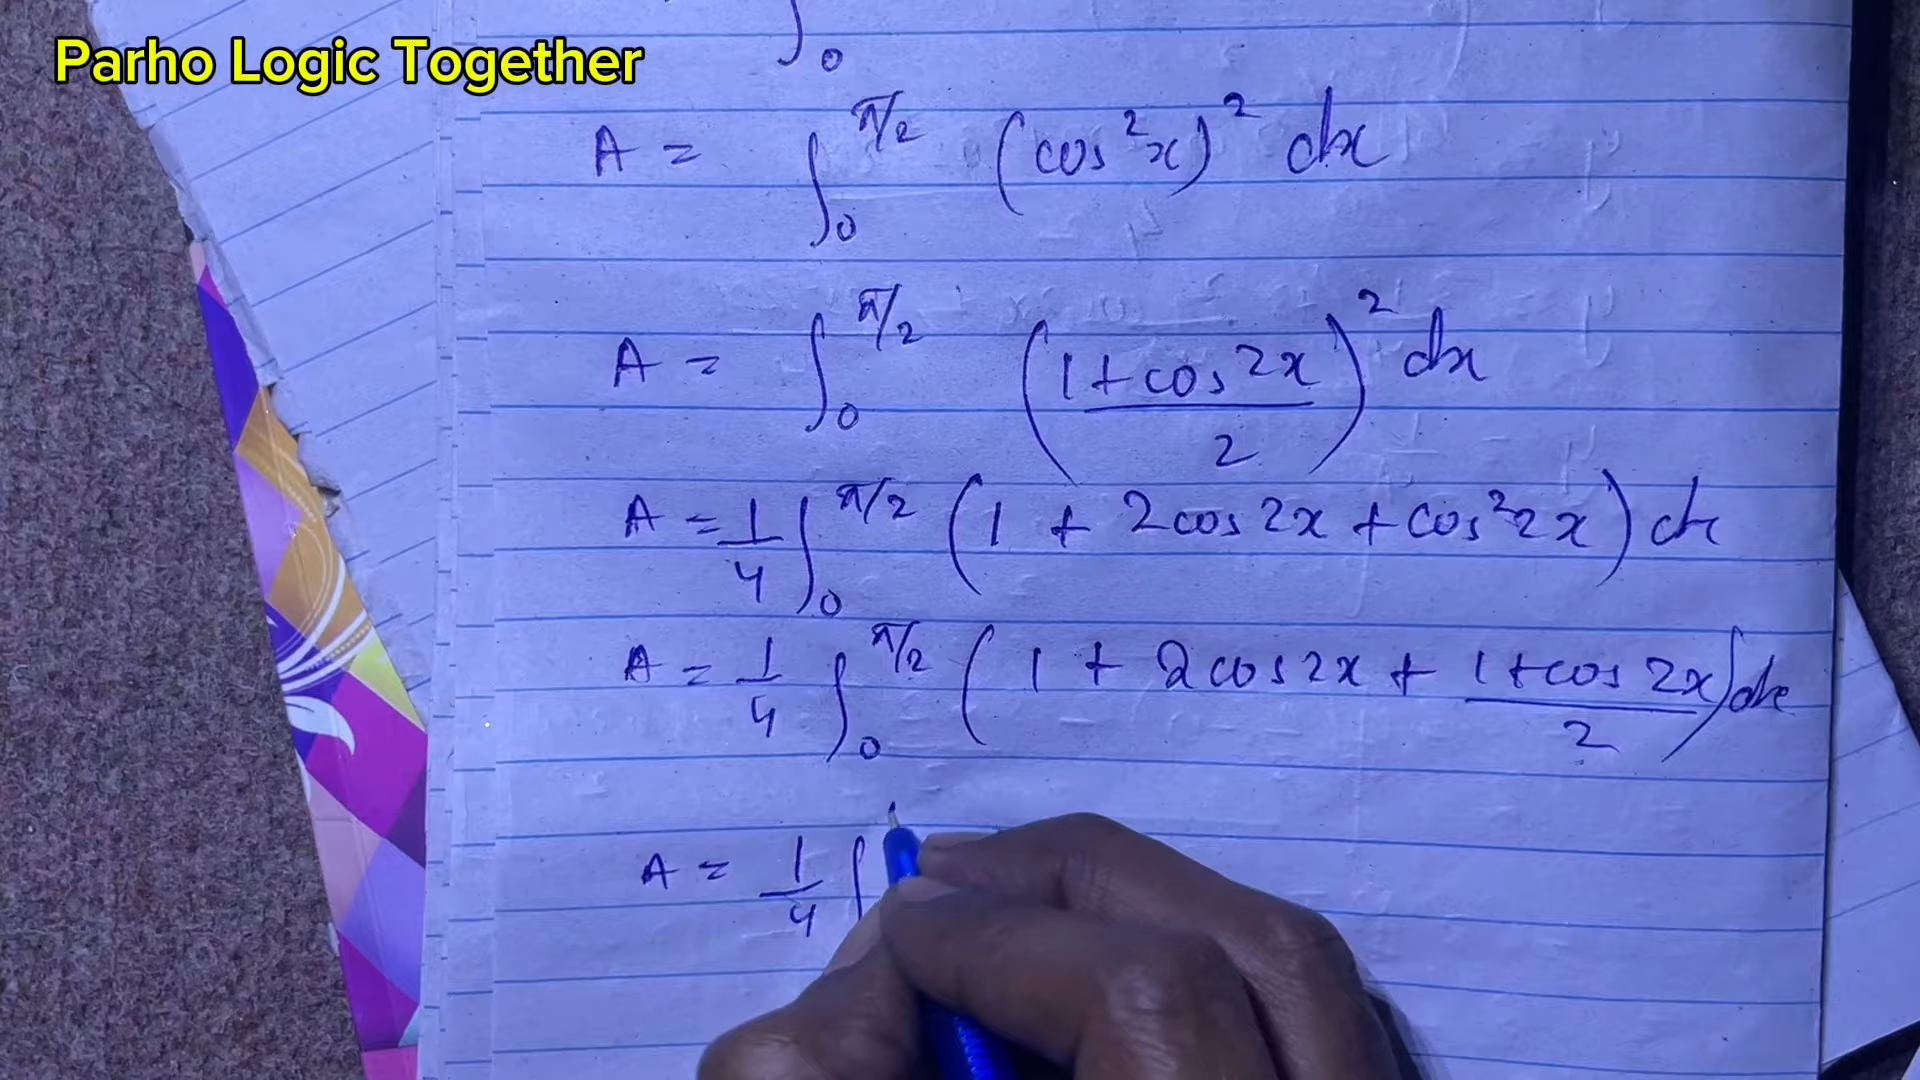 Parho Logic Together
∫₀
A = ∫₀^π/2 (cos²x)² dx
A = ∫₀^π/2 ((1+cos 2x)/2)² dx
A = 1/4 ∫₀^π/2 (1 + 2cos 2x + cos²2x) dx
A = 1/4 ∫₀^π/2 (1 + 2cos 2x + (1+cos 2x)/2) dx
A = 1/4 ∫